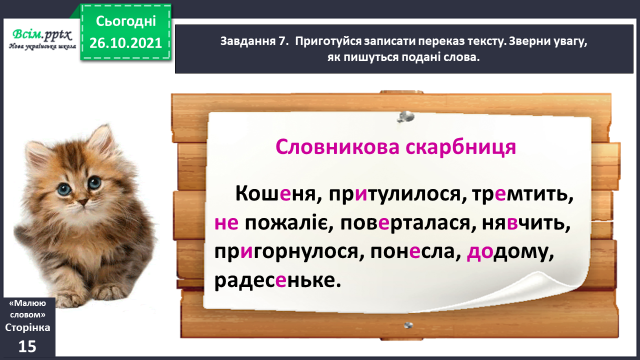 Всім.pptx
Нова українська школа
Сьогодні
26.10.2021
Завдання 7. Приготуйся записати переказ тексту. Зверни увагу,
як пишуться подані слова.
Словникова скарбниця
Кошеня, притулилося, тремтить,
не пожаліє, поверталася, нявчить,
пригорнулося, понесла, додому,
радесеньке.
«Малюю
словом»
Сторінка
15